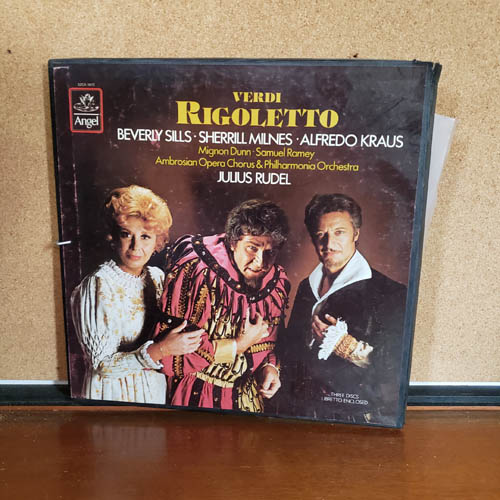 Angel
VERDI
RIGOLETTO
BEVERLY SILLS · SHERRILL MILNES · ALFREDO KRAUS
Mignon Dunn · Samuel Ramey
Ambrosian Opera Chorus & Philharmonia Orchestra
JULIUS RUDEL
THREE DISCS
LIBRETTO ENCLOSED